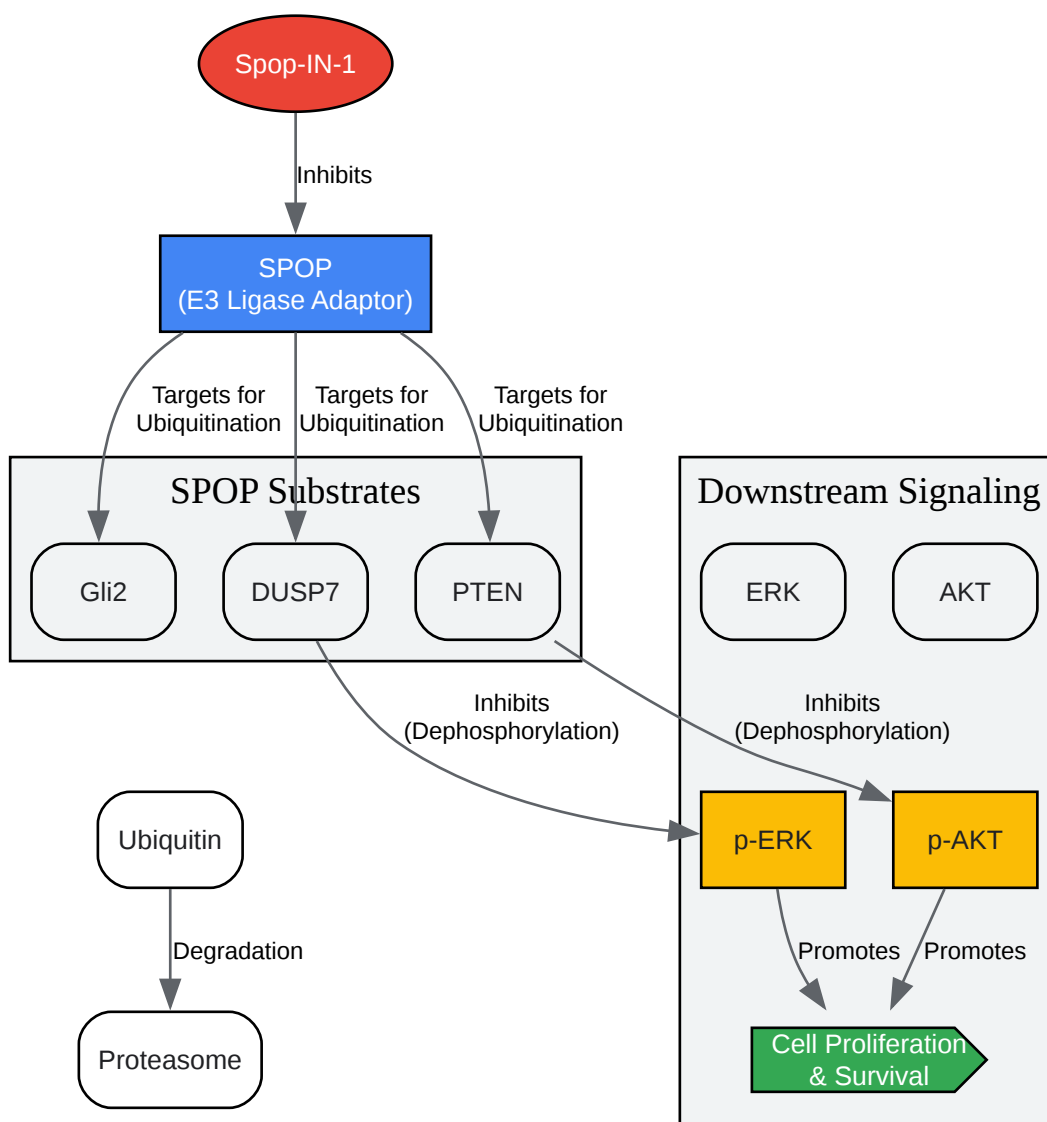 Spop-IN-1
Inhibits
SPOP
(E3 Ligase Adaptor)
Targets for
Ubiquitination
Targets for
Ubiquitination
Targets for
Ubiquitination
SPOP Substrates
Downstream Signaling
Gli2
DUSP7
PTEN
ERK
AKT
Inhibits
(Dephosphorylation)
Inhibits
(Dephosphorylation)
Ubiquitin
p-ERK
p-AKT
Degradation
Promotes
Promotes
Proteasome
Cell Proliferation
& Survival